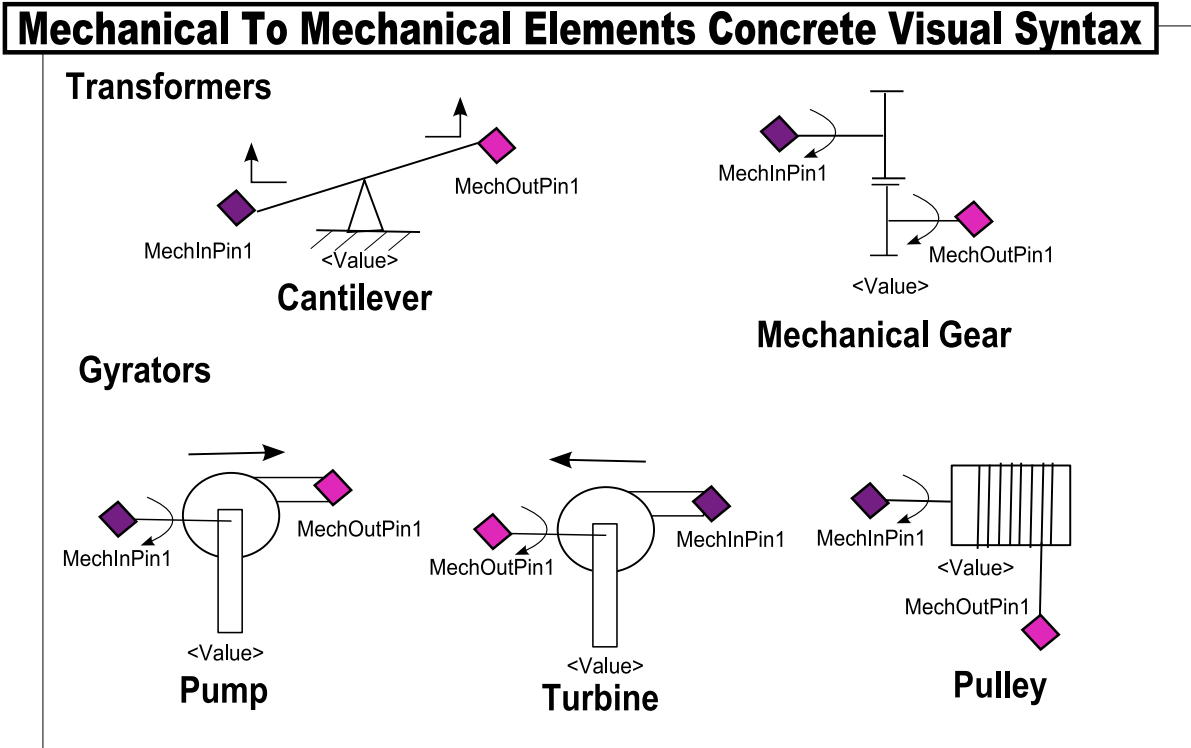 Mechanical To Mechanical Elements Concrete Visual Syntax
Transformers
MechInPin1
MechOutPin1
<Value>
Cantilever
MechInPin1
MechOutPin1
<Value>
Mechanical Gear
Gyrators
MechInPin1
MechOutPin1
<Value>
Pump
MechOutPin1
MechInPin1
<Value>
Turbine
MechInPin1
<Value>
MechOutPin1
Pulley